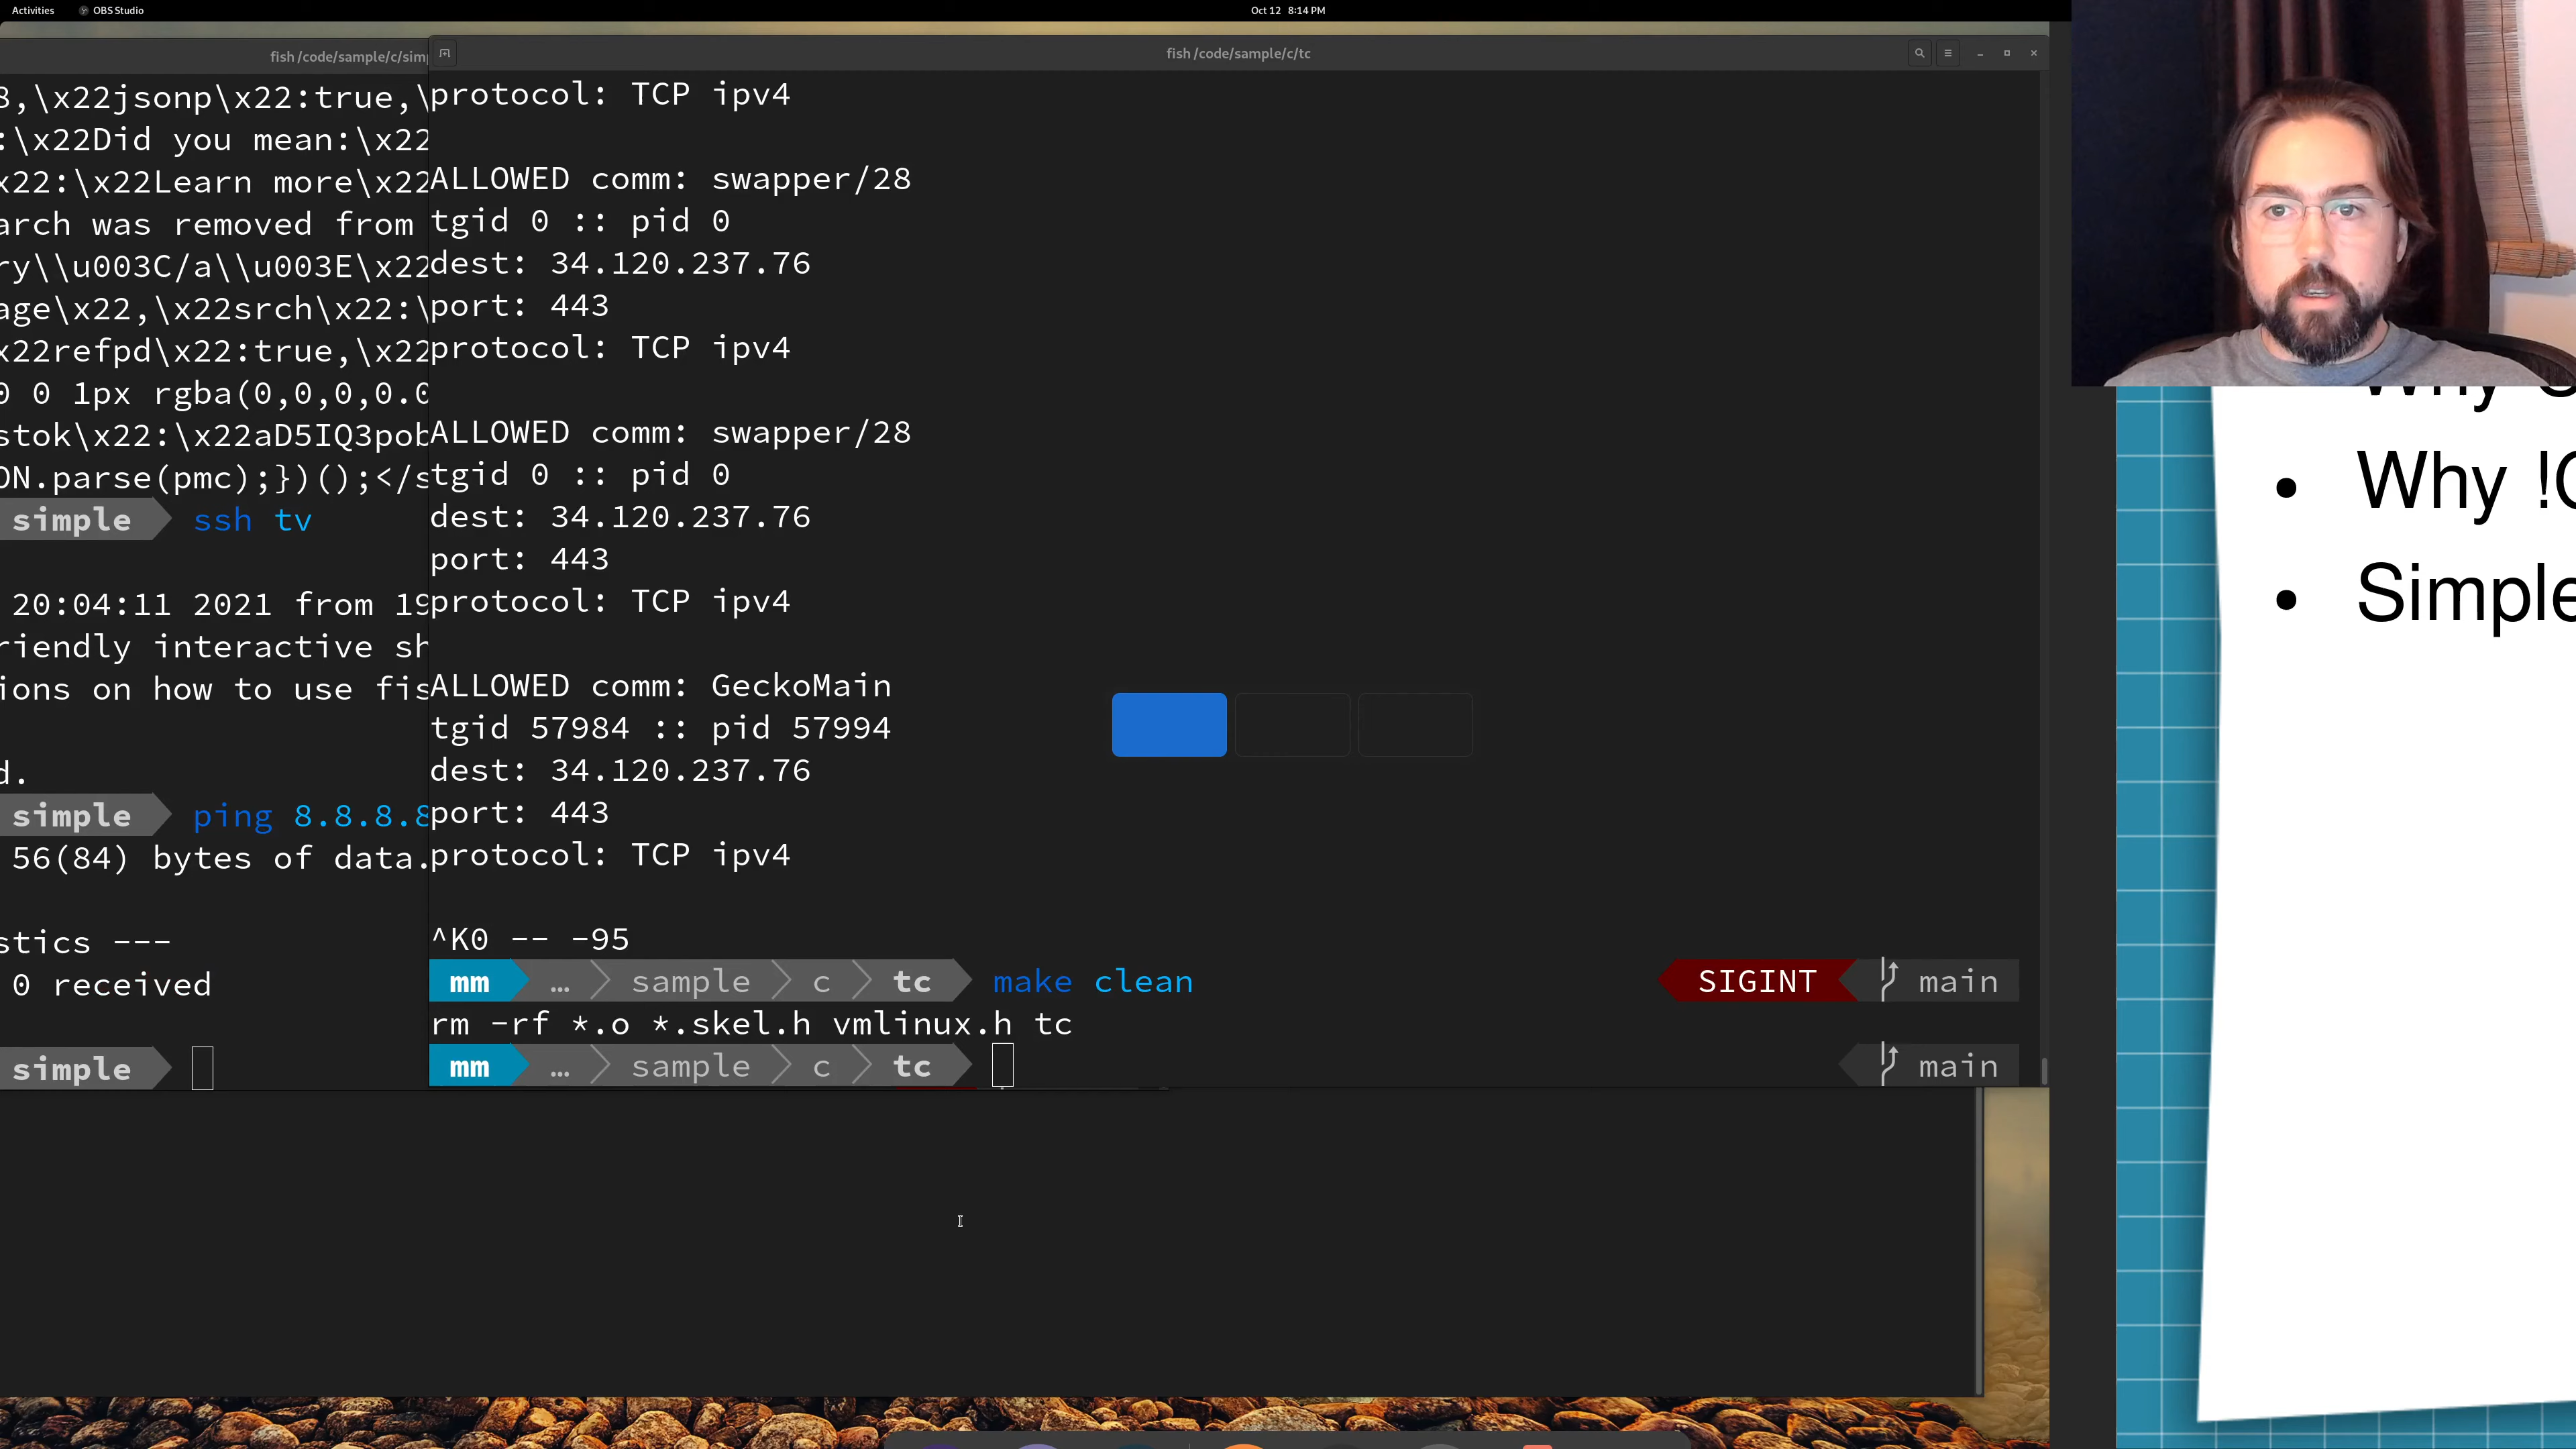 Activities OBS Studio Oct 12 8:14 PM
fish /code/sample/c/simp
8,\x22jsonp\x22:true,\
:\x22Did you mean:\x22
x22:\x22Learn more\x22
arch was removed from
ry\\u003C/a\\u003E\x22
age\x22,\x22srch\x22:\
x22refpd\x22:true,\x22
0 0 1px rgba(0,0,0,0.0
stok\x22:\x22aD5IQ3pob
ON.parse(pmc);})();</s
simple ssh tv
20:04:11 2021 from 19
riendly interactive sh
ions on how to use fis
d.
simple ping 8.8.8.8
56(84) bytes of data.
stics ---
0 received
simple
fish /code/sample/c/tc
protocol: TCP ipv4
ALLOWED comm: swapper/28
tgid 0 :: pid 0
dest: 34.120.237.76
port: 443
protocol: TCP ipv4
ALLOWED comm: swapper/28
tgid 0 :: pid 0
dest: 34.120.237.76
port: 443
protocol: TCP ipv4
ALLOWED comm: GeckoMain
tgid 57984 :: pid 57994
dest: 34.120.237.76
port: 443
protocol: TCP ipv4
^K0 -- -95
mm … sample c tc make clean SIGINT main
rm -rf *.o *.skel.h vmlinux.h tc
mm … sample c tc main
Why
• Why !
• Simple